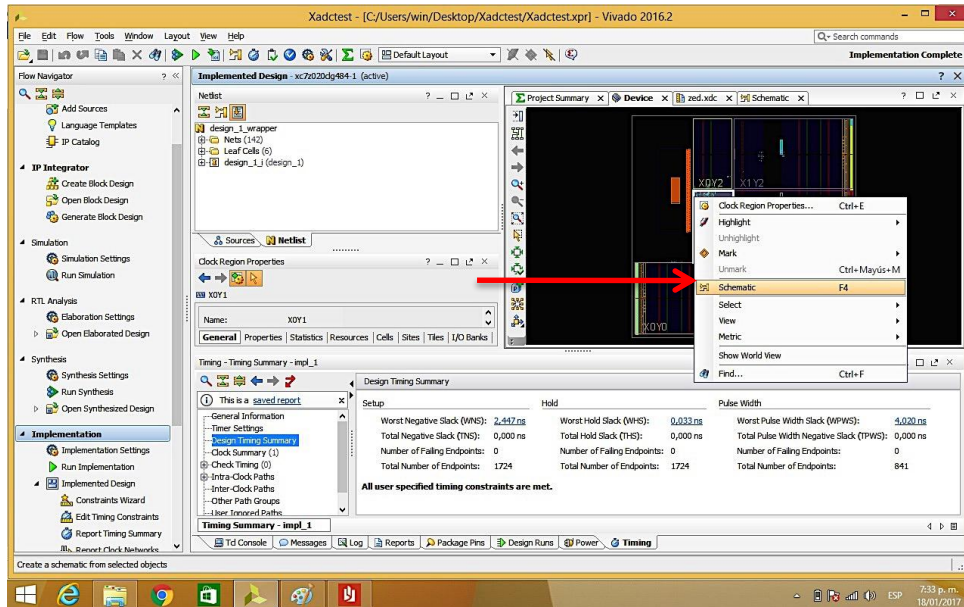 Xadctest - [C:/Users/win/Desktop/Xadctest/Xadctest.xpr] - Vivado 2016.2
File Edit Flow Tools Window Layout View Help
Q- Search commands
Default Layout
Implementation Complete
Flow Navigator
Add Sources
Language Templates
IP Catalog
IP Integrator
Create Block Design
Open Block Design
Generate Block Design
Simulation
Simulation Settings
Run Simulation
RTL Analysis
Elaboration Settings
Open Elaborated Design
Synthesis
Synthesis Settings
Run Synthesis
Open Synthesized Design
Implementation
Implementation Settings
Run Implementation
Implemented Design
Constraints Wizard
Edit Timing Constraints
Report Timing Summary
Report Clock Networks
Implemented Design - xc7z020clg484-1 (active)
Netlist
design_1_wrapper
Nets (142)
Leaf Cells (6)
design_1_i (design_1)
Sources Netlist
Clock Region Properties
X0Y1
Name: X0Y1
General Properties Statistics Resources Cells Sites Tiles I/O Banks
Project Summary Device zed.xdc Schematic
X0Y2 X1Y2
X0Y0
Clock Region Properties... Ctrl+E
Highlight
Unhighlight
Mark
Unmark Ctrl+Mayús+M
Schematic F4
Select
View
Metric
Show World View
Find... Ctrl+F
Timing - Timing Summary - impl_1
This is a saved report
General Information
Timer Settings
Design Timing Summary
Clock Summary (1)
Check Timing (0)
Intra-Clock Paths
Inter-Clock Paths
Other Path Groups
User Ignored Paths
Timing Summary - impl_1
Design Timing Summary
Setup Hold Pulse Width
Worst Negative Slack (WNS): 2,447 ns Worst Hold Slack (WHS): 0,033 ns Worst Pulse Width Slack (WPWS): 4,020 ns
Total Negative Slack (TNS): 0,000 ns Total Hold Slack (THS): 0,000 ns Total Pulse Width Negative Slack (TPWS): 0,000 ns
Number of Failing Endpoints: 0 Number of Failing Endpoints: 0 Number of Failing Endpoints: 0
Total Number of Endpoints: 1724 Total Number of Endpoints: 1724 Total Number of Endpoints: 841
All user specified timing constraints are met.
Tcl Console Messages Log Reports Package Pins Design Runs Power Timing
Create a schematic from selected objects
ESP
7:33 p. m.
18/01/2017